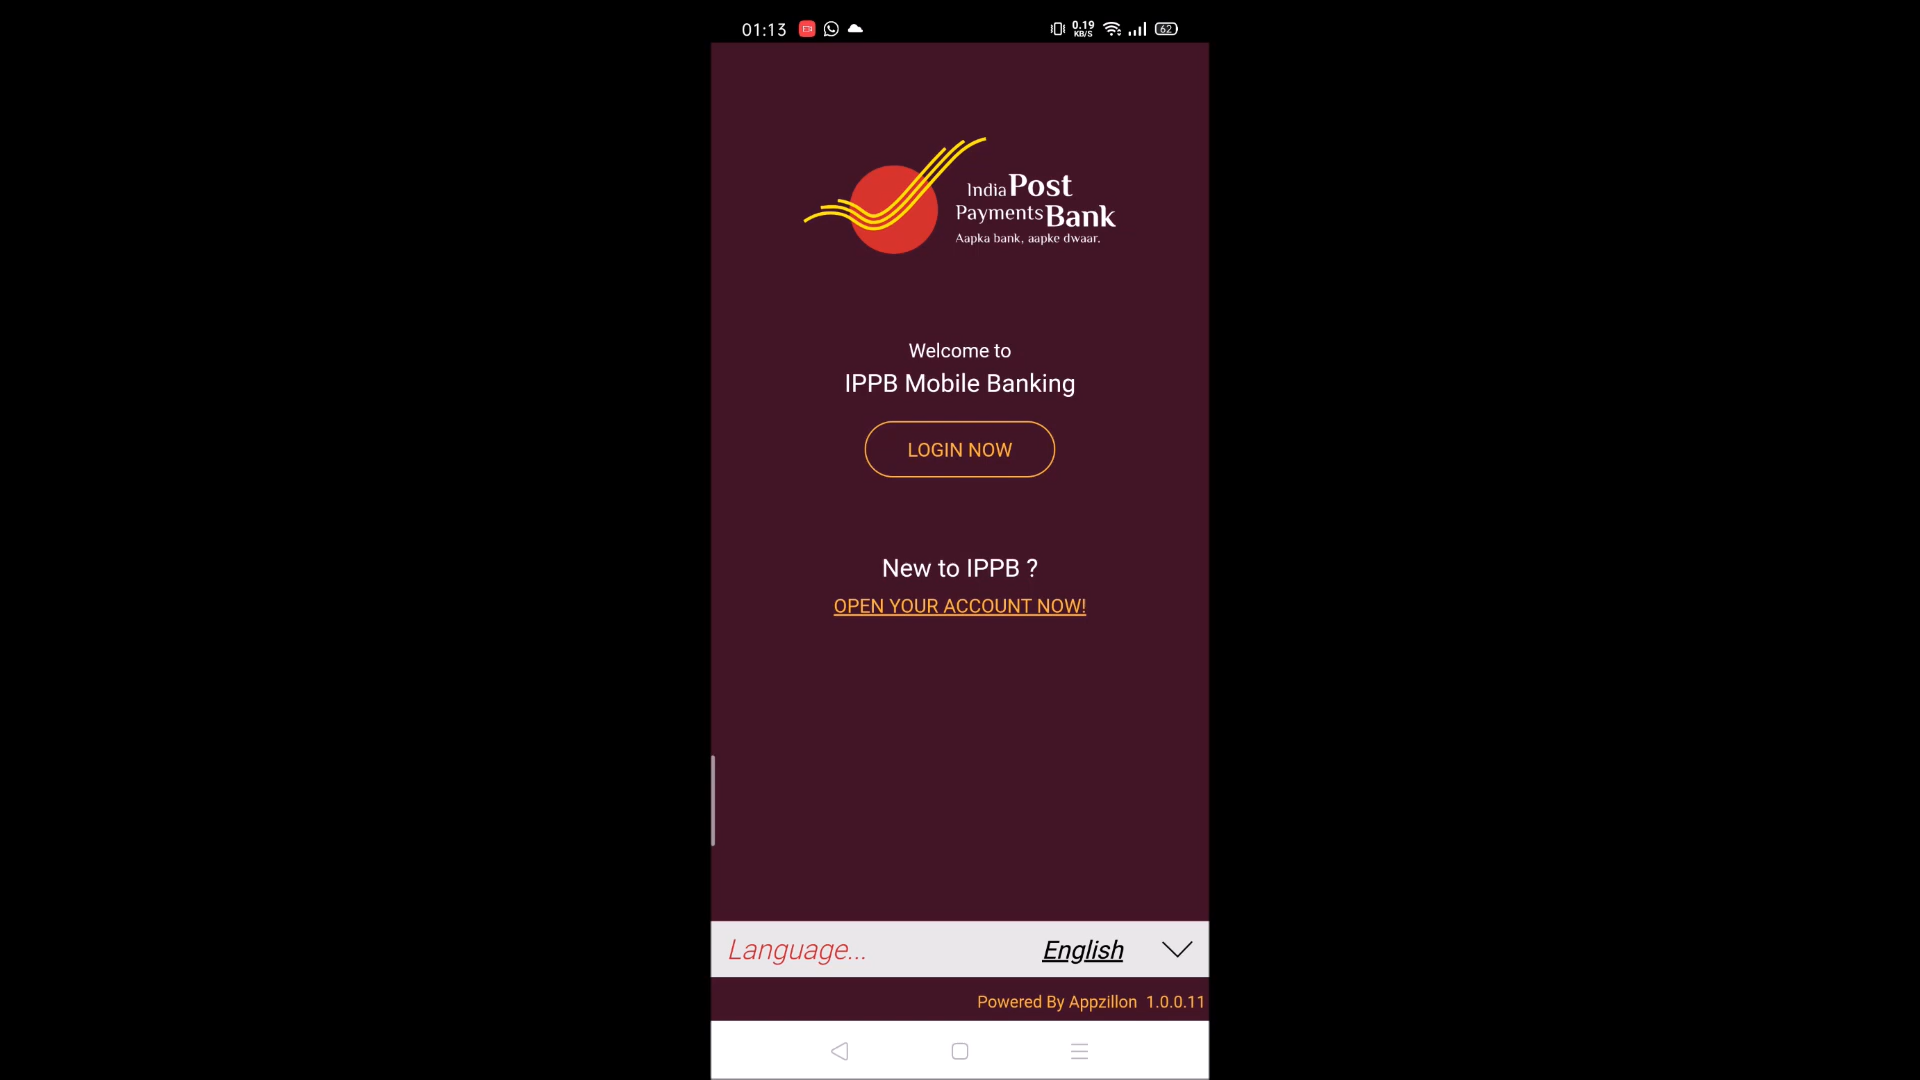 01:13 0.19 KB/S 62
India Post
Payments Bank
Aapka bank, aapke dwaar.
Welcome to
IPPB Mobile Banking
LOGIN NOW
New to IPPB ?
OPEN YOUR ACCOUNT NOW!
Language... English
Powered By Appzillon 1.0.0.11